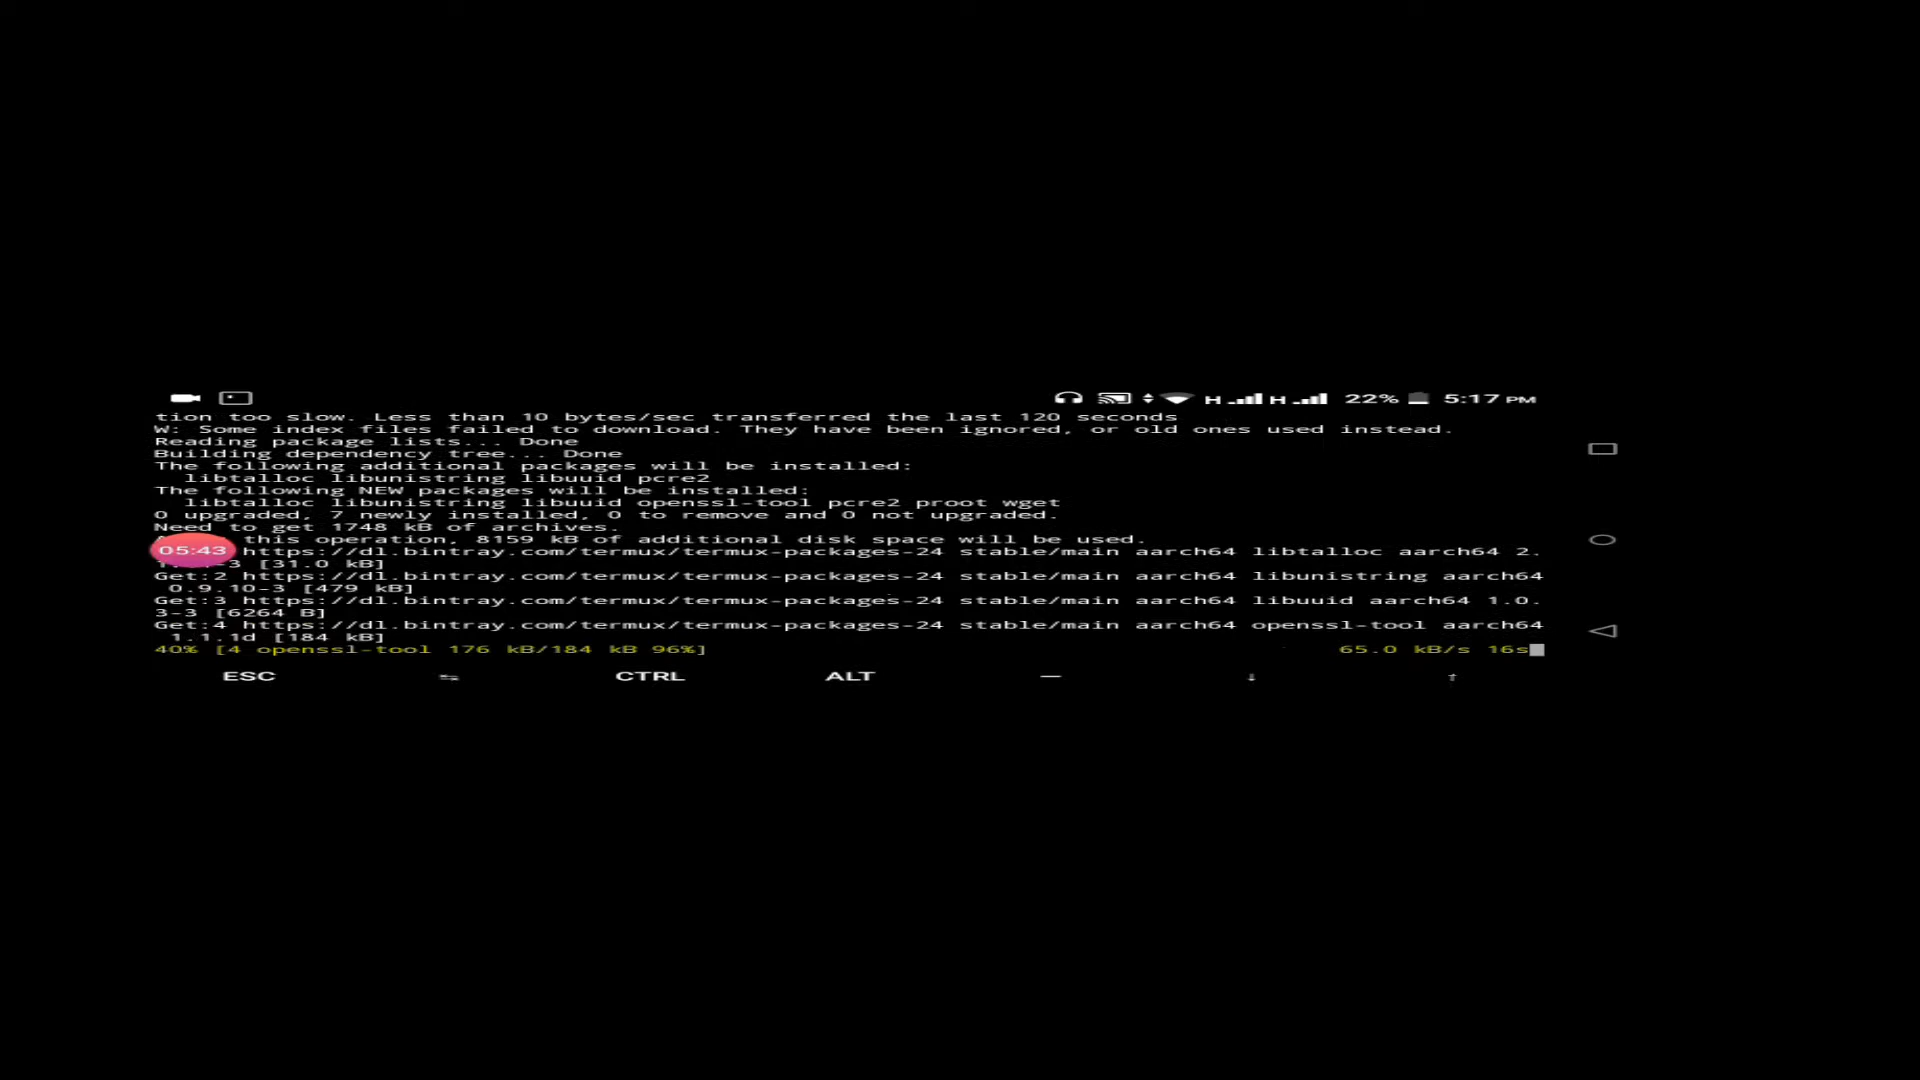 H H 22% 5:17 PM
tion too slow. Less than 10 bytes/sec transferred the last 120 seconds
W: Some index files failed to download. They have been ignored, or old ones used instead.
Reading package lists... Done
Building dependency tree... Done
The following additional packages will be installed:
libtalloc libunistring libuuid pcre2
The following NEW packages will be installed:
libtalloc libunistring libuuid openssl-tool pcre2 proot wget
0 upgraded, 7 newly installed, 0 to remove and 0 not upgraded.
Need to get 1748 kB of archives.
this operation, 8159 kB of additional disk space will be used.
05:43 https://dl.bintray.com/termux/termux-packages-24 stable/main aarch64 libtalloc aarch64 2.
[31.0 kB]
Get:2 https://dl.bintray.com/termux/termux-packages-24 stable/main aarch64 libunistring aarch64
0.9.10-3 [479 kB]
Get:3 https://dl.bintray.com/termux/termux-packages-24 stable/main aarch64 libuuid aarch64 1.0.
3-3 [6264 B]
Get:4 https://dl.bintray.com/termux/termux-packages-24 stable/main aarch64 openssl-tool aarch64
1.1.1d [184 kB]
40% [4 openssl-tool 176 kB/184 kB 96%] 65.0 kB/s 16s
ESC ⇆ CTRL ALT — ↓ ↑